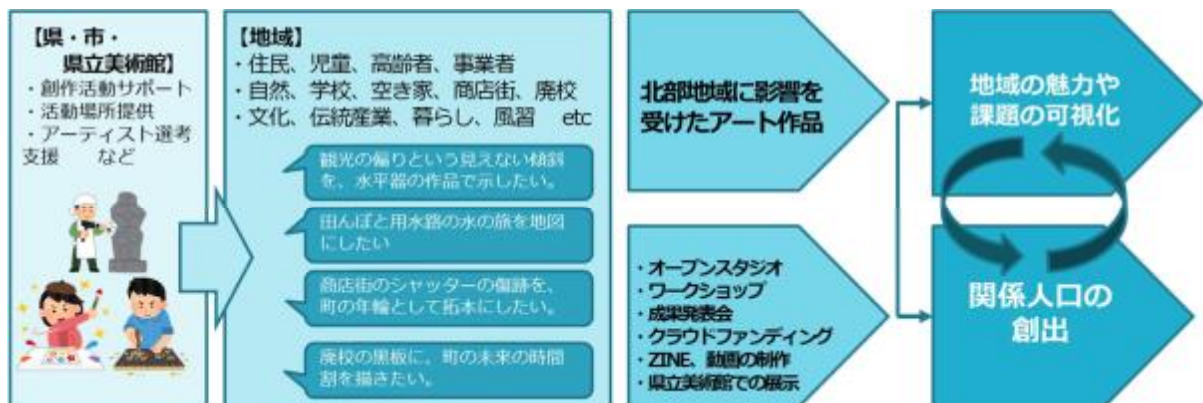 【県・市・
県立美術館】
・創作活動サポート
・活動場所提供
・アーティスト選考
支援　など
【地域】
・住民、児童、高齢者、事業者
・自然、学校、空き家、商店街、廃校
・文化、伝統産業、暮らし、風習　etc
観光の偏りという見えない傾斜
を、水平器の作品で示したい。
田んぼと用水路の水の旅を地図
にしたい
商店街のシャッターの傷跡を、
町の年輪として拓本にしたい。
廃校の黒板に、町の未来の時間
割を描きたい。
北部地域に影響を
受けたアート作品
・オープンスタジオ
・ワークショップ
・成果発表会
・クラウドファンディング
・ZINE、動画の制作
・県立美術館での展示
地域の魅力や
課題の可視化
関係人口の
創出